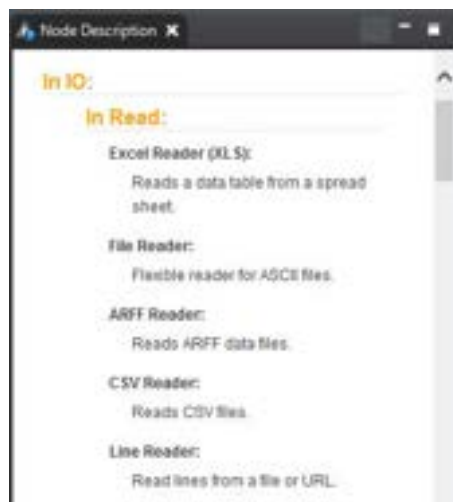 Node Description
In IO:
In Read:
Excel Reader (XLS):
Reads a data table from a spread
sheet.
File Reader:
Flexible reader for ASCII files.
ARFF Reader:
Reads ARFF data files.
CSV Reader:
Reads CSV files.
Line Reader:
Read lines from a file or URL.